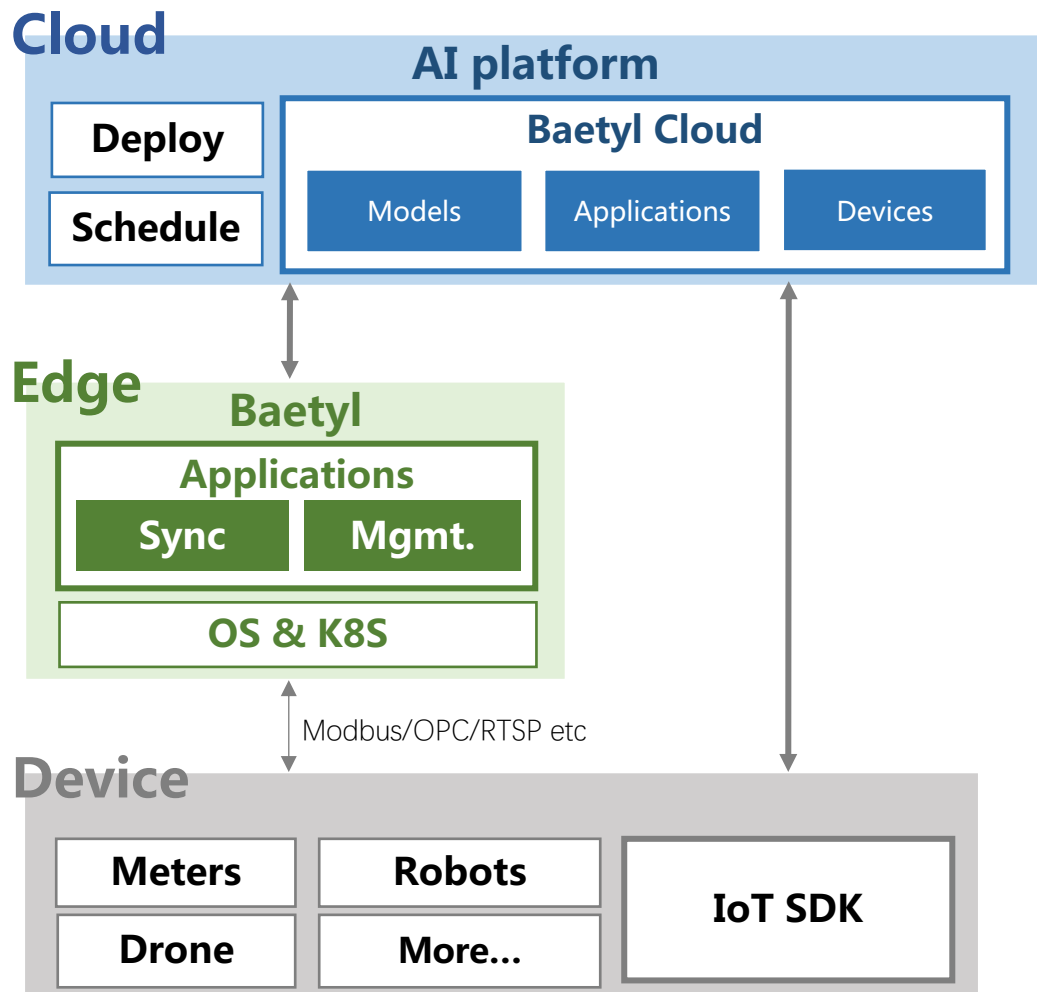 Cloud
AI platform
Deploy
Schedule
Baetyl Cloud
Models
Applications
Devices
Edge
Baetyl
Applications
Sync
Mgmt.
OS & K8S
Modbus/OPC/RTSP etc
Device
Meters
Robots
Drone
More...
IoT SDK